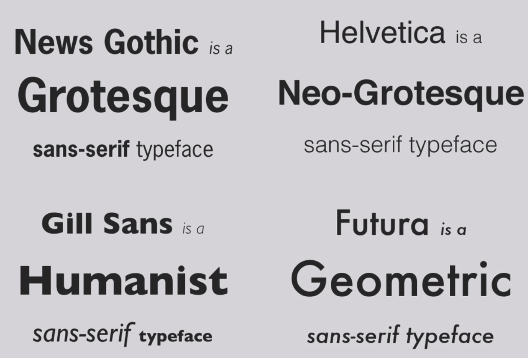 News Gothic is a
Grotesque
sans-serif typeface
Helvetica is a
Neo-Grotesque
sans-serif typeface
Gill Sans is a
Humanist
sans-serif typeface
Futura is a
Geometric
sans-serif typeface